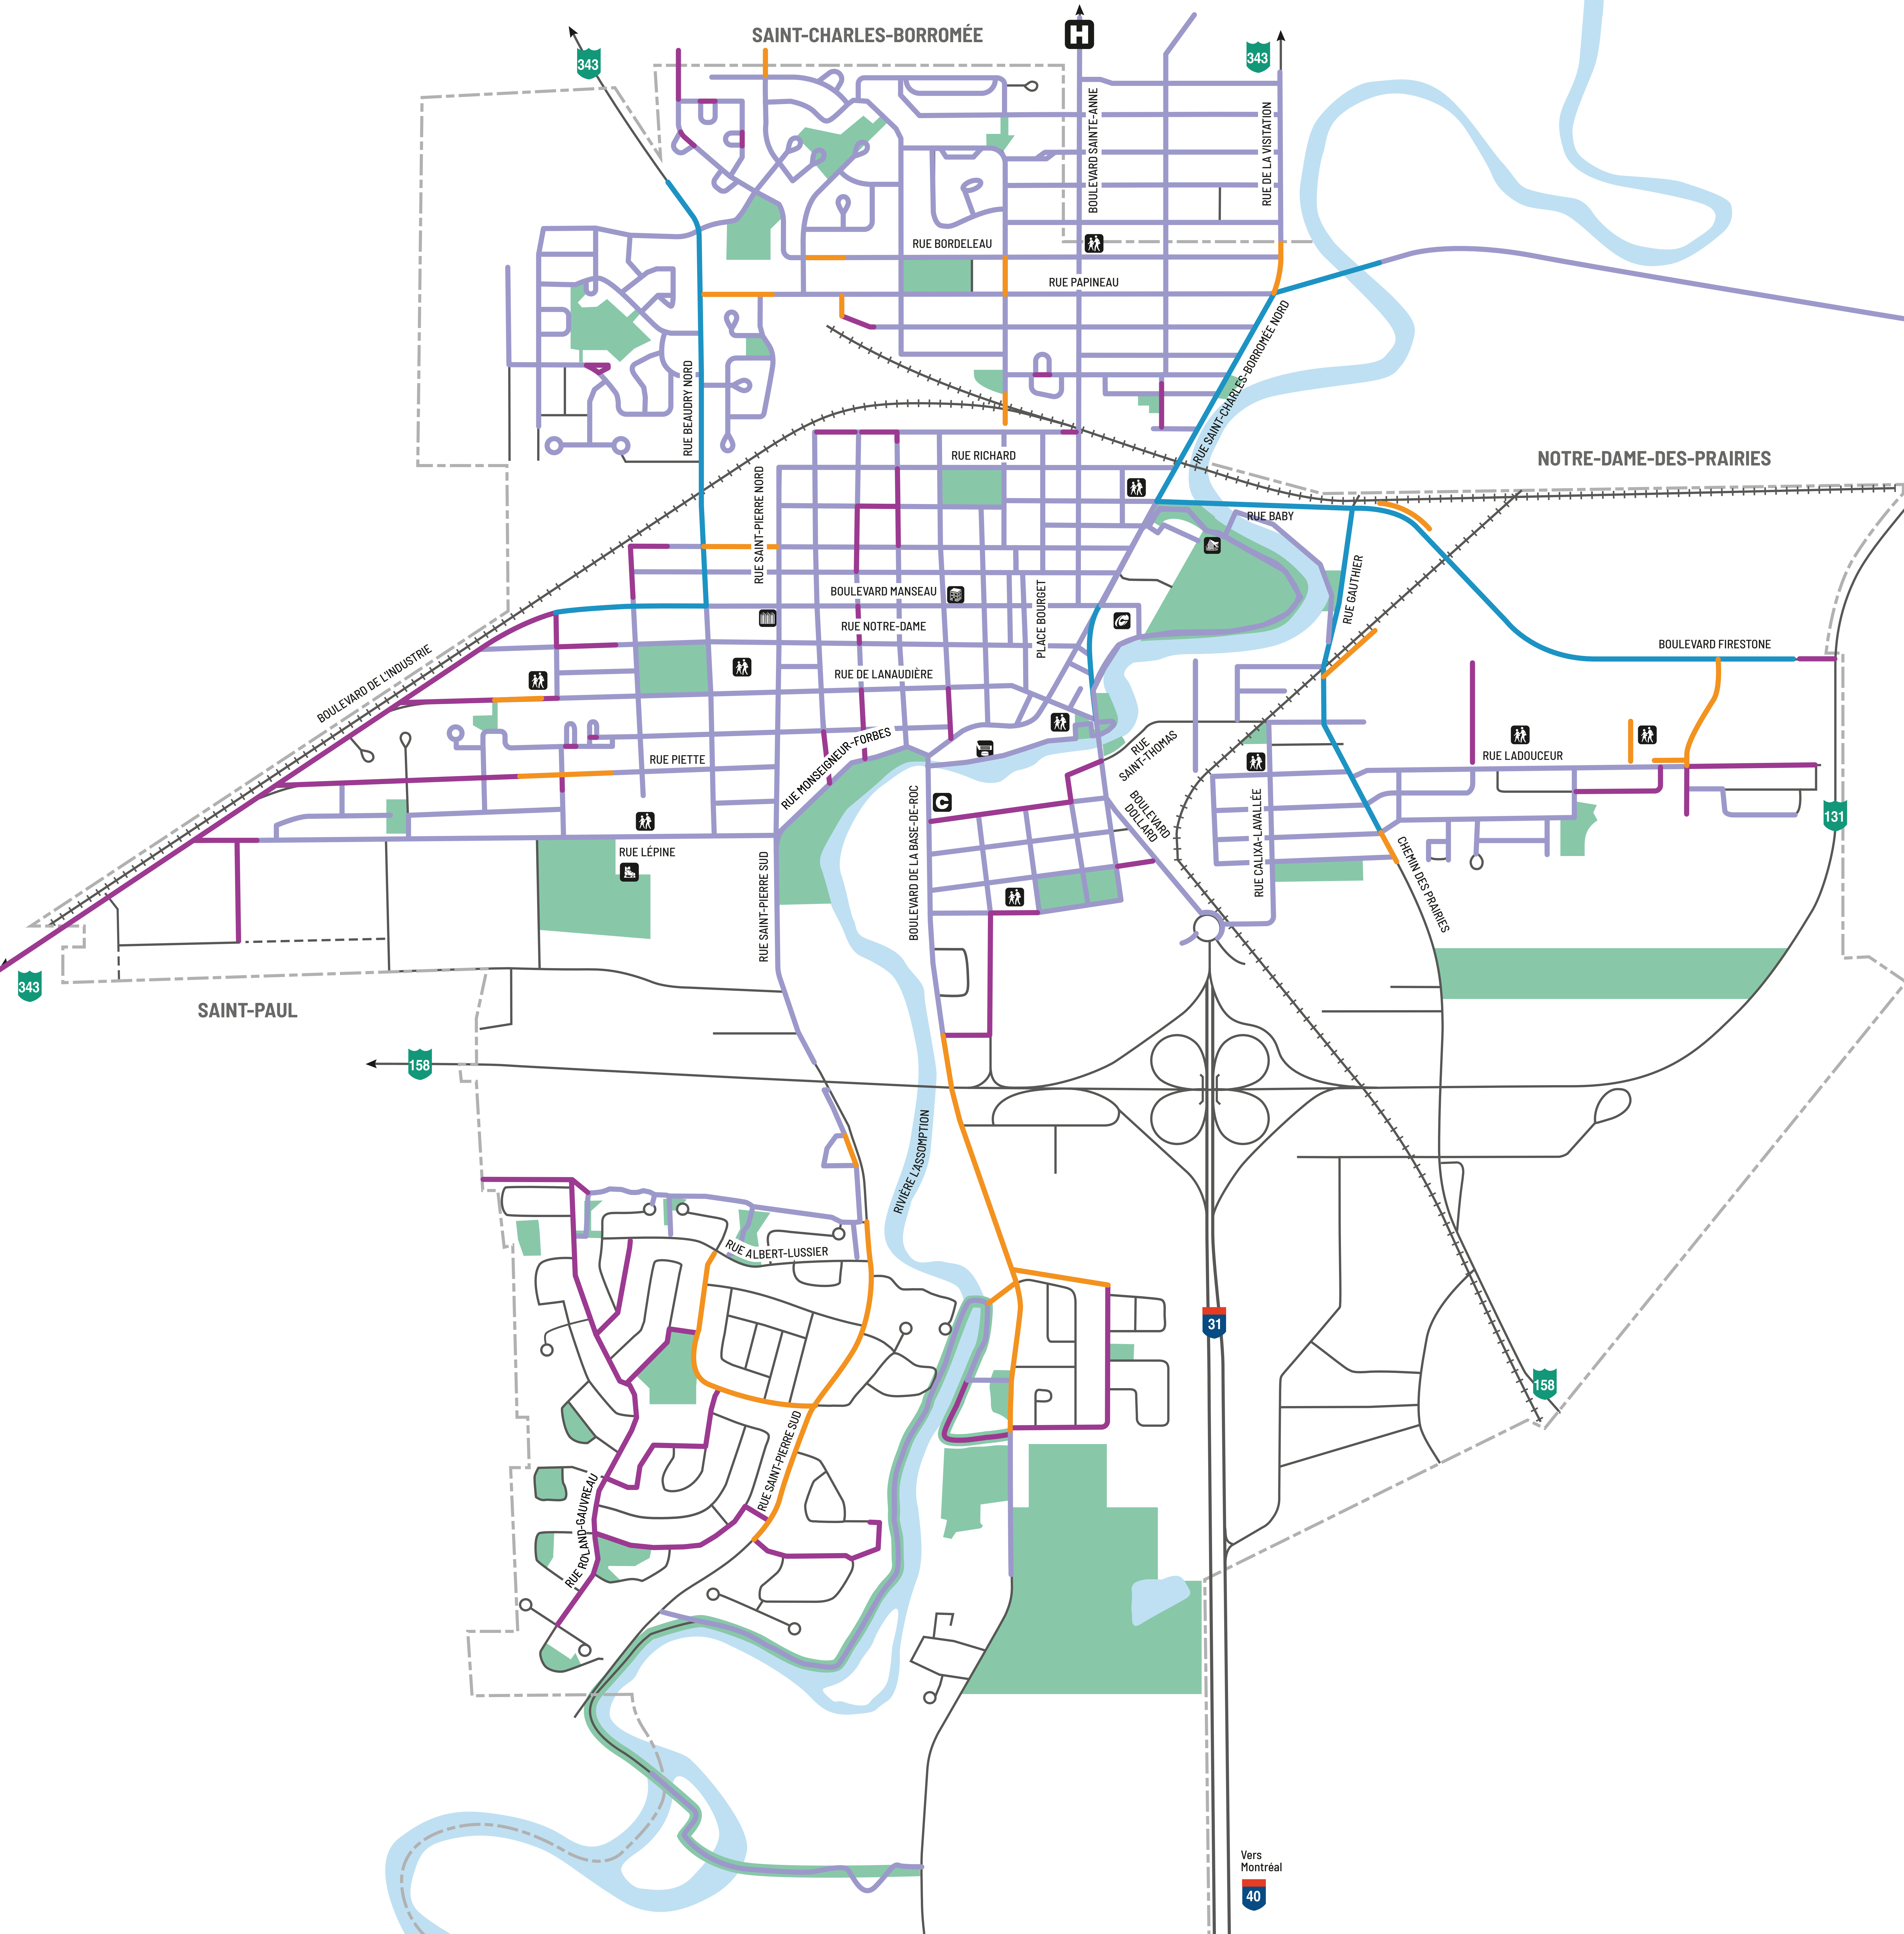 SAINT-CHARLES-BORROMÉE
H
343
343
BOULEVARD SAINTE-ANNE
RUE DE LA VISITATION
RUE BORDELEAU
RUE PAPINEAU
RUE SAINT-CHARLES-BORROMÉE NORD
RUE BEAUDRY NORD
RUE RICHARD
NOTRE-DAME-DES-PRAIRIES
RUE SAINT-PIERRE NORD
RUE BABY
RUE GAUTHIER
BOULEVARD MANSEAU
PLACE BOURGET
RUE NOTRE-DAME
BOULEVARD FIRESTONE
BOULEVARD DE L'INDUSTRIE
RUE DE LANAUDIÈRE
RUE MONSEIGNEUR-FORBES
RUE PIETTE
RUE
SAINT-THOMAS
RUE LADOUCEUR
C
BOULEVARD
DOLLARD
131
RUE CALIXA-LAVALLÉE
CHEMIN DES PRAIRIES
RUE LÉPINE
RUE SAINT-PIERRE SUD
BOULEVARD DE LA BASE-DE-ROC
343
SAINT-PAUL
158
RIVIÈRE L'ASSOMPTION
RUE ALBERT-LUSSIER
31
158
RUE SAINT-PIERRE SUD
RUE ROLAND-GAUVREAU
Vers
Montréal
40